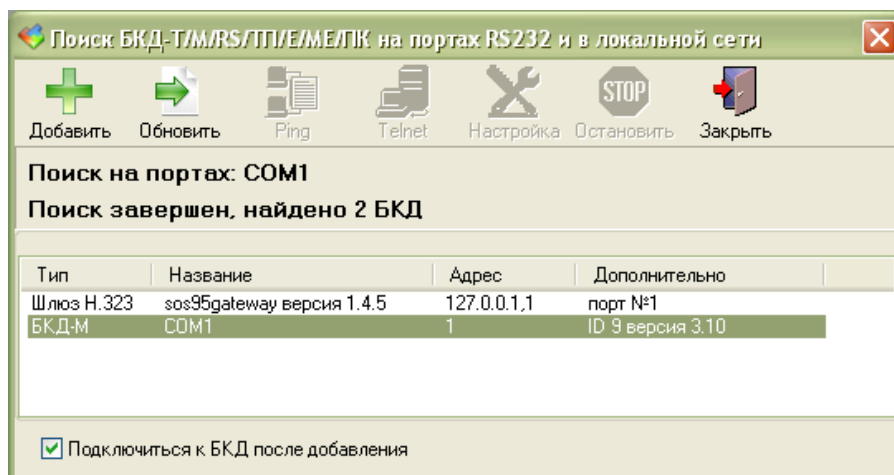 Поиск БКД-Т/М/RS/ТП/Е/МЕ/ПК на портах RS232 и в локальной сети
Добавить Обновить Ping Telnet Настройка Остановить Закрыть
STOP
Поиск на портах: COM1
Поиск завершен, найдено 2 БКД
Тип Название Адрес Дополнительно
Шлюз H.323 sos95gateway версия 1.4.5 127.0.0.1,1 порт №1
БКД-М COM1 1 ID 9 версия 3.10
Подключиться к БКД после добавления